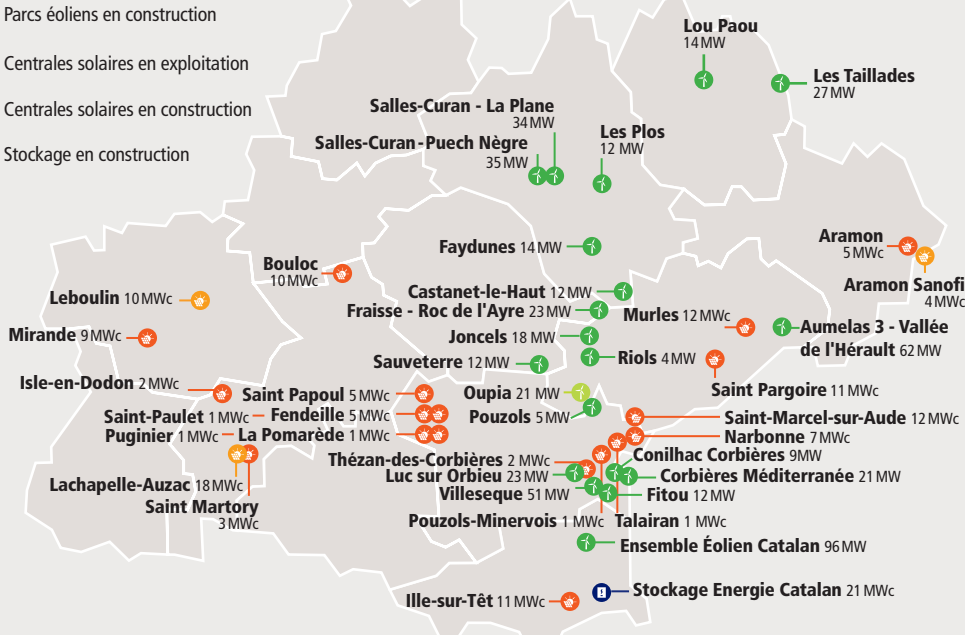 Parcs éoliens en construction
Centrales solaires en exploitation
Centrales solaires en construction
Stockage en construction
Lou Paou
14 MW
Les Taillades
27 MW
Salles-Curan - La Plane
34 MW
Salles-Curan - Puech Nègre
35 MW
Les Plos
12 MW
Faydunes 14 MW
Aramon
5 MWc
Aramon Sanofi
4 MWc
Bouloc
10 MWc
Leboulin 10 MWc
Mirande 9 MWc
Castanet-le-Haut 12 MW
Fraisse - Roc de l'Ayre 23 MW
Murles 12 MWc
Joncels 18 MW
Aumelas 3 - Vallée
de l'Hérault 62 MW
Sauveterre 12 MW
Riols 4 MW
Isle-en-Dodon 2 MWc
Saint Papoul 5 MWc
Oupia 21 MW
Saint Pargoire 11 MWc
Saint-Paulet 1 MWc
Fendeille 5 MWc
Pouzols 5 MW
Saint-Marcel-sur-Aude 12 MWc
Puginier 1 MWc
La Pomarède 1 MWc
Narbonne 7 MWc
Thézan-des-Corbières 2 MWc
Conilhac Corbières 9MW
Luc sur Orbieu 23 MW
Corbières Méditerranée 21 MW
Lachapelle-Auzac 18 MWc
Villeseque 51 MW
Fitou 12 MW
Saint Martory
3 MWc
Pouzols-Minervois 1 MWc
Talairan 1 MWc
Ensemble Éolien Catalan 96 MW
Stockage Energie Catalan 21 MWc
Ille-sur-Têt 11 MWc